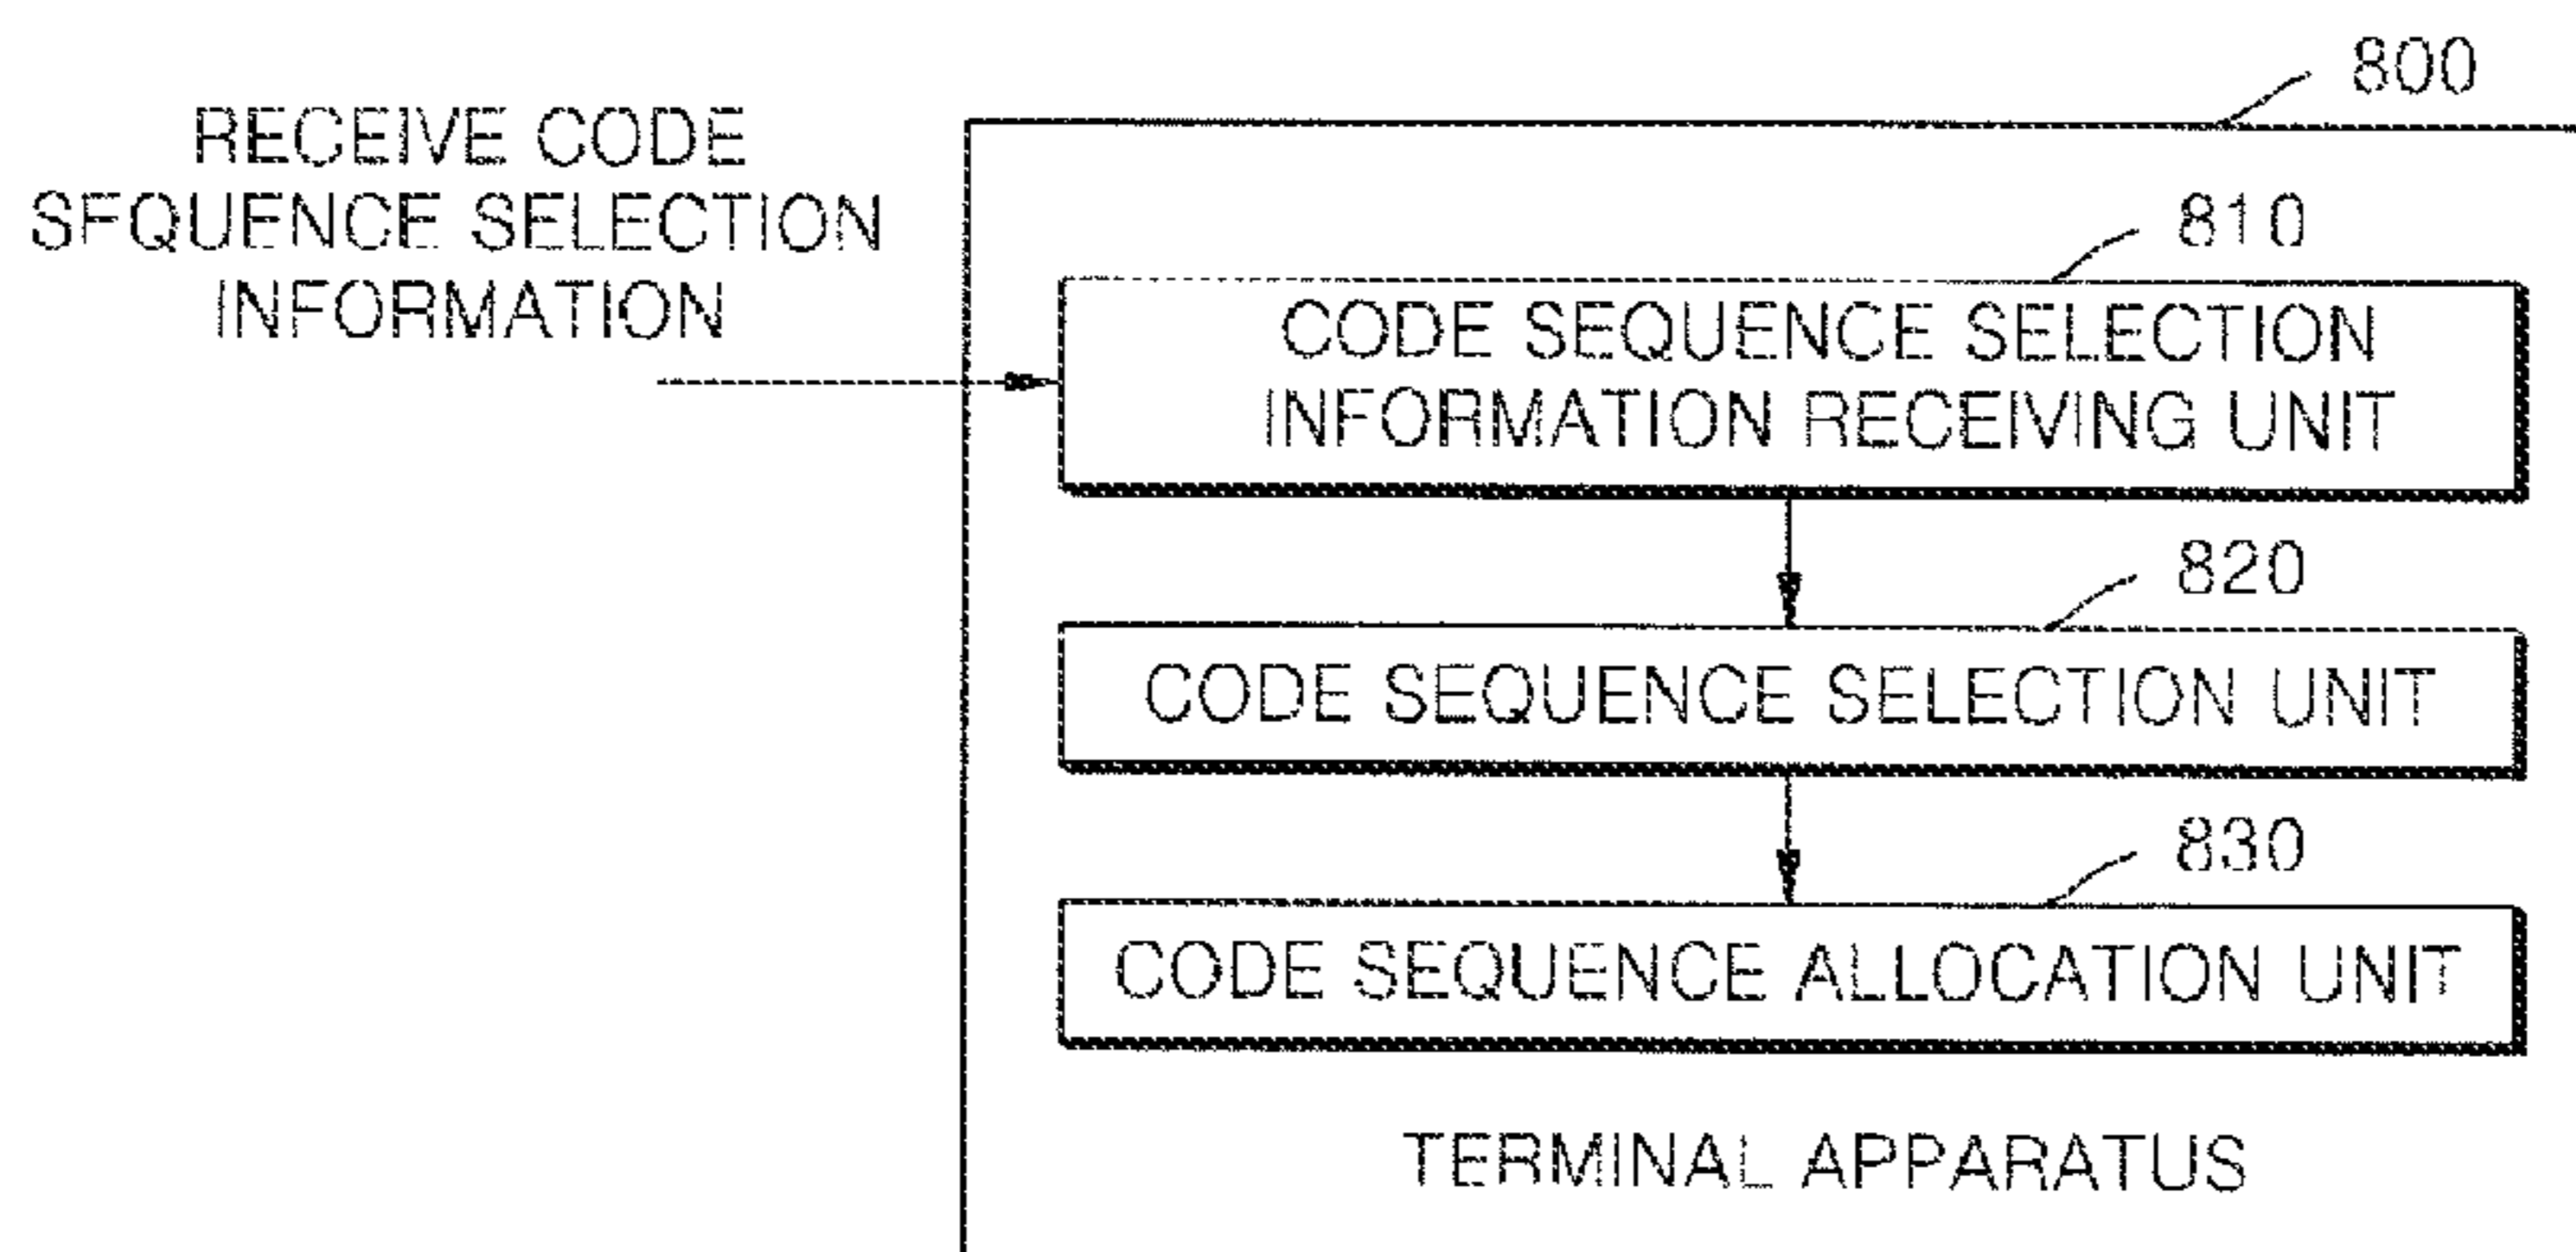 800
RECEIVE CODE
SEQUENCE SELECTION
INFORMATION
810
CODE SEQUENCE SELECTION
INFORMATION RECEIVING UNIT
820
CODE SEQUENCE SELECTION UNIT
830
CODE SEQUENCE ALLOCATION UNIT
TERMINAL APPARATUS